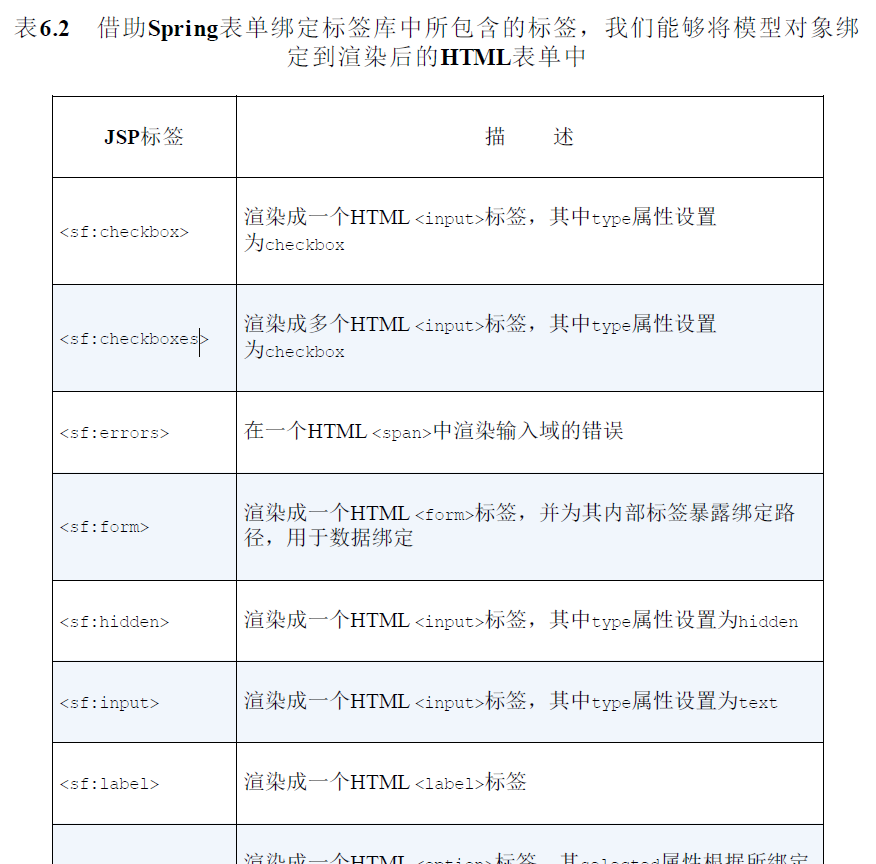 表6.2 借助Spring表单绑定标签库中所包含的标签，我们能够将模型对象绑
定到渲染后的HTML表单中
JSP标签 描 述
<sf:checkbox> 渲染成一个HTML <input>标签，其中type属性设置
为checkbox
<sf:checkboxes> 渲染成多个HTML <input>标签，其中type属性设置
为checkbox
<sf:errors> 在一个HTML <span>中渲染输入域的错误
<sf:form> 渲染成一个HTML <form>标签，并为其内部标签暴露绑定路
径，用于数据绑定
<sf:hidden> 渲染成一个HTML <input>标签，其中type属性设置为hidden
<sf:input> 渲染成一个HTML <input>标签，其中type属性设置为text
<sf:label> 渲染成一个HTML <label>标签
渲染成一个HTML <option>标签，其selected属性根据所绑定